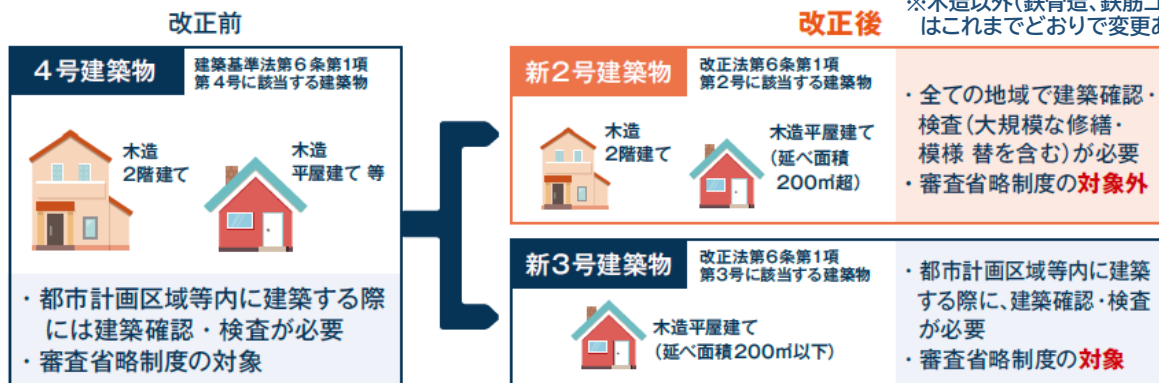 改正前
改正後
※木造以外(鉄骨造、鉄筋コ
はこれまでどおりで変更あ
4号建築物
建築基準法第6条第1項
第4号に該当する建築物
木造
2階建て
木造
平屋建て 等
・都市計画区域等内に建築する際
には建築確認・検査が必要
・審査省略制度の対象
新2号建築物
改正法第6条第1項
第2号に該当する建築物
木造
2階建て
木造平屋建て
(延べ面積
200㎡超)
・全ての地域で建築確認・
検査(大規模な修繕・
模様 替を含む)が必要
・審査省略制度の対象外
新3号建築物
改正法第6条第1項
第3号に該当する建築物
木造平屋建て
(延べ面積200㎡以下)
・都市計画区域等内に建築
する際に、建築確認・検査
が必要
・審査省略制度の対象